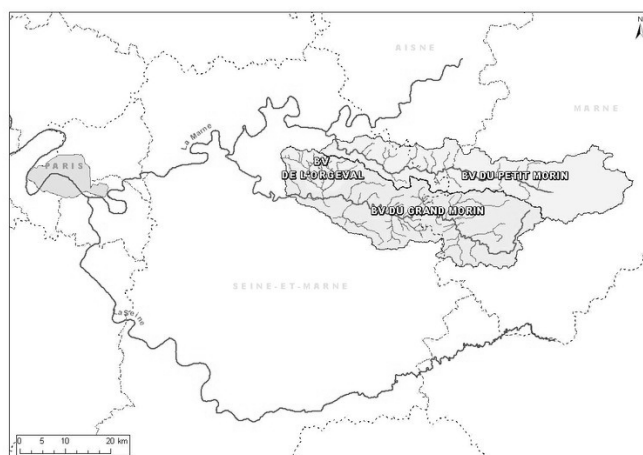 N
AISNE
MARNE
La Marne
PARIS
BV
DE L'ORGEVAL
BV DU PETIT MORIN
BV DU GRAND MORIN
SEINE-ET-MARNE
La Seine
0 5 10 20 km